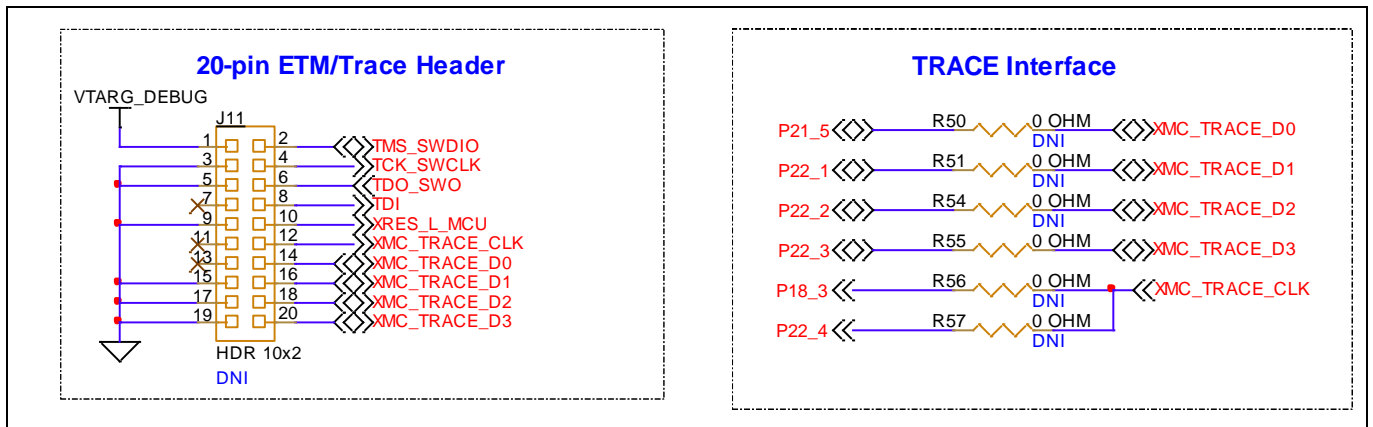 20-pin ETM/Trace Header
VTARG_DEBUG
J11
1 2 TMS_SWDIO
3 4 TCK_SWCLK
5 6 TDO_SWO
7 8 TDI
9 10 XRES_L_MCU
11 12 XMC_TRACE_CLK
13 14 XMC_TRACE_D0
15 16 XMC_TRACE_D1
17 18 XMC_TRACE_D2
19 20 XMC_TRACE_D3
HDR 10x2
DNI
TRACE Interface
P21_5 R50 0 OHM XMC_TRACE_D0
DNI
P22_1 R51 0 OHM XMC_TRACE_D1
DNI
P22_2 R54 0 OHM XMC_TRACE_D2
DNI
P22_3 R55 0 OHM XMC_TRACE_D3
DNI
P18_3 R56 0 OHM XMC_TRACE_CLK
DNI
P22_4 R57 0 OHM
DNI